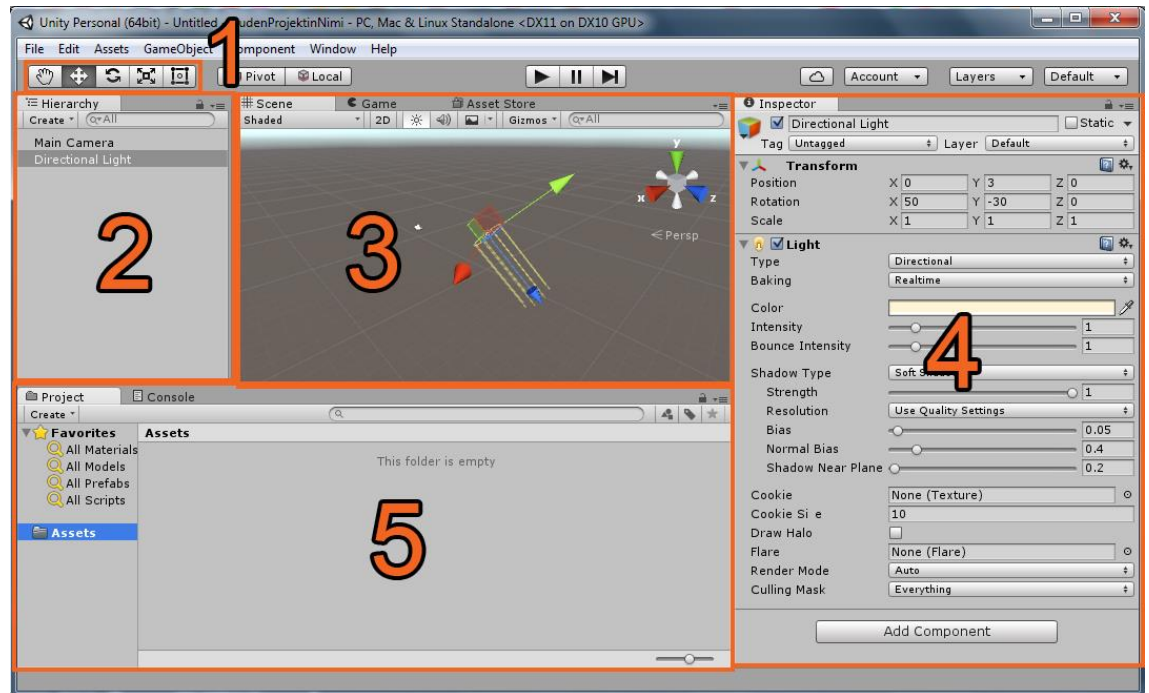 Unity Personal (64bit) - Untitled - udenProjektinNimi - PC, Mac & Linux Standalone <DX11 on DX10 GPU>
File Edit Assets GameObject Component Window Help
1
Pivot Local Account Layers Default
Hierarchy
Create All
Main Camera
Directional Light
2
Scene Game Asset Store
Shaded 2D Gizmos All
y
x z
Persp
3
Inspector
Directional Light Static
Tag Untagged Layer Default
Transform
Position X 0 Y 3 Z 0
Rotation X 50 Y -30 Z 0
Scale X 1 Y 1 Z 1
Light
Type Directional
Baking Realtime
Color
Intensity 1
Bounce Intensity 1
4
Shadow Type Soft
Strength 1
Resolution Use Quality Settings
Bias 0.05
Normal Bias 0.4
Shadow Near Plane 0.2
Cookie None (Texture)
Cookie Si e 10
Draw Halo
Flare None (Flare)
Render Mode Auto
Culling Mask Everything
Add Component
Project Console
Create
Favorites
All Materials
All Models
All Prefabs
All Scripts
Assets
Assets
This folder is empty
5